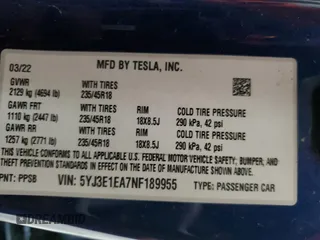 MFD BY TESLA, INC.
03/22
GVWR
2129 kg (4694 lb)
WITH TIRES
235/45R18
GAWR FRT
1110 kg (2447 lb)
WITH TIRES
235/45R18
RIM
18X8.5J
COLD TIRE PRESSURE
290 kPa, 42 psi
GAWR RR
1257 kg (2771 lb)
WITH TIRES
235/45R18
RIM
18X8.5J
COLD TIRE PRESSURE
290 kPa, 42 psi
THIS VEHICLE CONFORMS TO ALL APPLICABLE FEDERAL MOTOR
VEHICLE SAFETY, BUMPER, AND THEFT PREVENTION STANDARDS IN
EFFECT ON THE DATE OF MANUFACTURE SHOWN ABOVE.
PNT: PPSB
VIN: 5YJ3E1EA7NF189955
TYPE: PASSENGER CAR